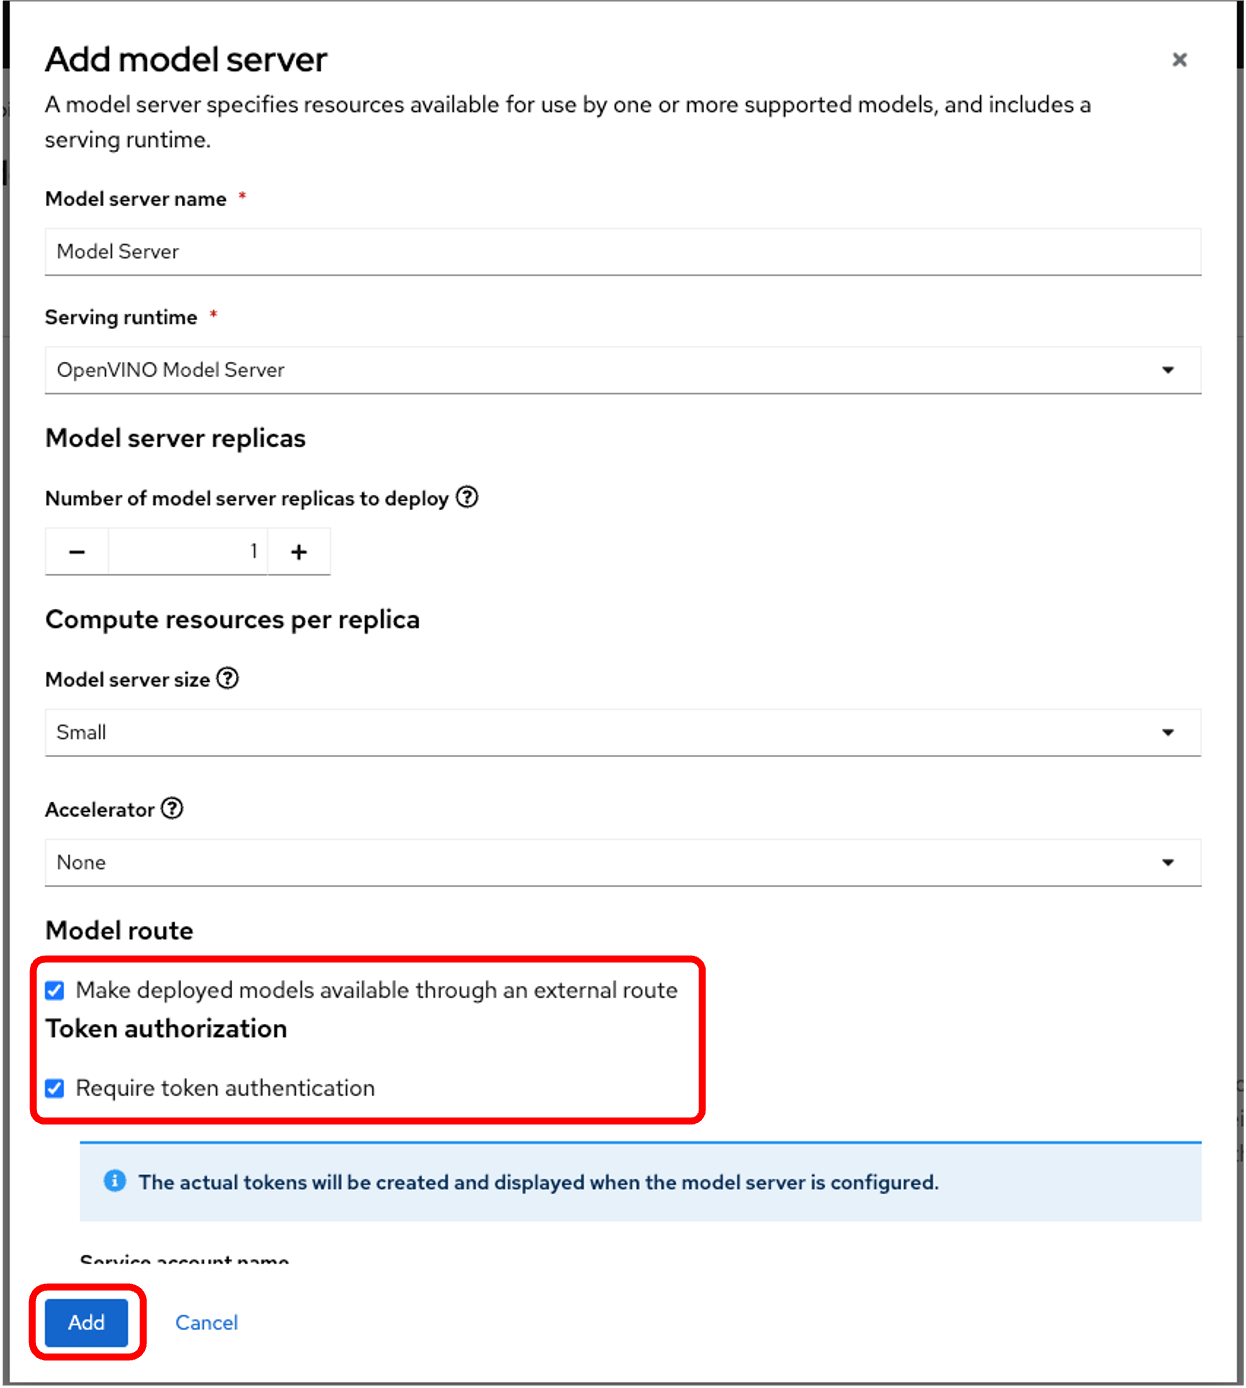 Add model server
A model server specifies resources available for use by one or more supported models, and includes a
serving runtime.
Model server name *
Model Server
Serving runtime *
OpenVINO Model Server
Model server replicas
Number of model server replicas to deploy
1
Compute resources per replica
Model server size
Small
Accelerator
None
Model route
Make deployed models available through an external route
Token authorization
Require token authentication
The actual tokens will be created and displayed when the model server is configured.
Service account name
Add
Cancel